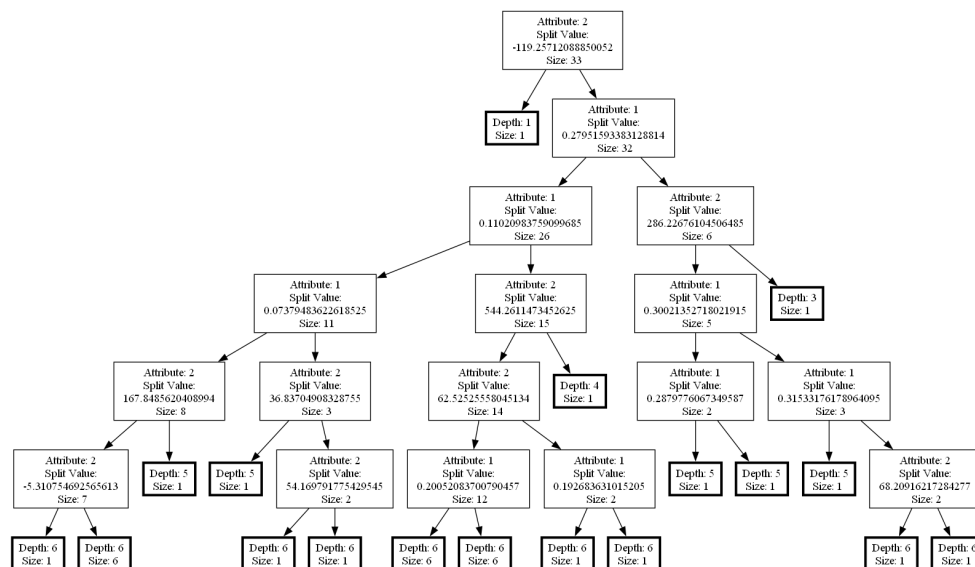 Attribute: 2
Split Value:
-119.25712088850052
Size: 33
Depth: 1
Size: 1
Attribute: 1
Split Value:
0.27951593383128814
Size: 32
Attribute: 1
Split Value:
0.11020983759099685
Size: 26
Attribute: 2
Split Value:
286.22676104506485
Size: 6
Attribute: 1
Split Value:
0.07379483622618525
Size: 11
Attribute: 2
Split Value:
544.2611473452625
Size: 15
Attribute: 1
Split Value:
0.30021352718021915
Size: 5
Depth: 3
Size: 1
Attribute: 2
Split Value:
167.8485620408994
Size: 8
Attribute: 2
Split Value:
36.83704908328755
Size: 3
Attribute: 2
Split Value:
62.52525558045134
Size: 14
Depth: 4
Size: 1
Attribute: 1
Split Value:
0.2879776067349587
Size: 2
Attribute: 1
Split Value:
0.31533176178964095
Size: 3
Attribute: 2
Split Value:
-5.310754692565613
Size: 7
Depth: 5
Size: 1
Depth: 5
Size: 1
Attribute: 2
Split Value:
54.169791775429545
Size: 2
Attribute: 1
Split Value:
0.20052083700790457
Size: 12
Attribute: 1
Split Value:
0.192683631015205
Size: 2
Depth: 5
Size: 1
Depth: 5
Size: 1
Depth: 5
Size: 1
Attribute: 2
Split Value:
68.20916217284277
Size: 2
Depth: 6
Size: 1
Depth: 6
Size: 6
Depth: 6
Size: 1
Depth: 6
Size: 1
Depth: 6
Size: 6
Depth: 6
Size: 6
Depth: 6
Size: 1
Depth: 6
Size: 1
Depth: 6
Size: 1
Depth: 6
Size: 1